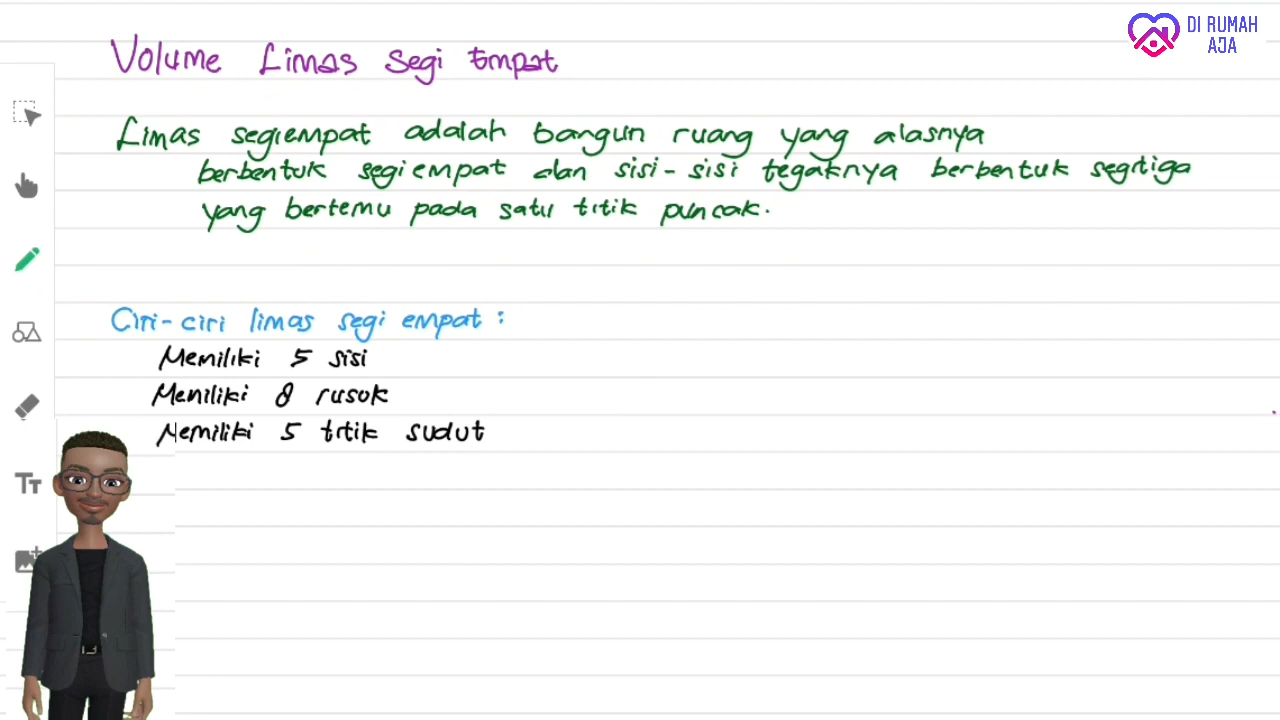 DI RUMAH
AJA
Volume Limas Segi Empat
Limas segiempat adalah bangun ruang yang alasnya
berbentuk segiempat dan sisi-sisi tegaknya berbentuk segitiga
yang bertemu pada satu titik puncak.
Ciri-ciri limas segi empat :
Memiliki 5 sisi
Memiliki 8 rusuk
Memiliki 5 titik sudut
TT